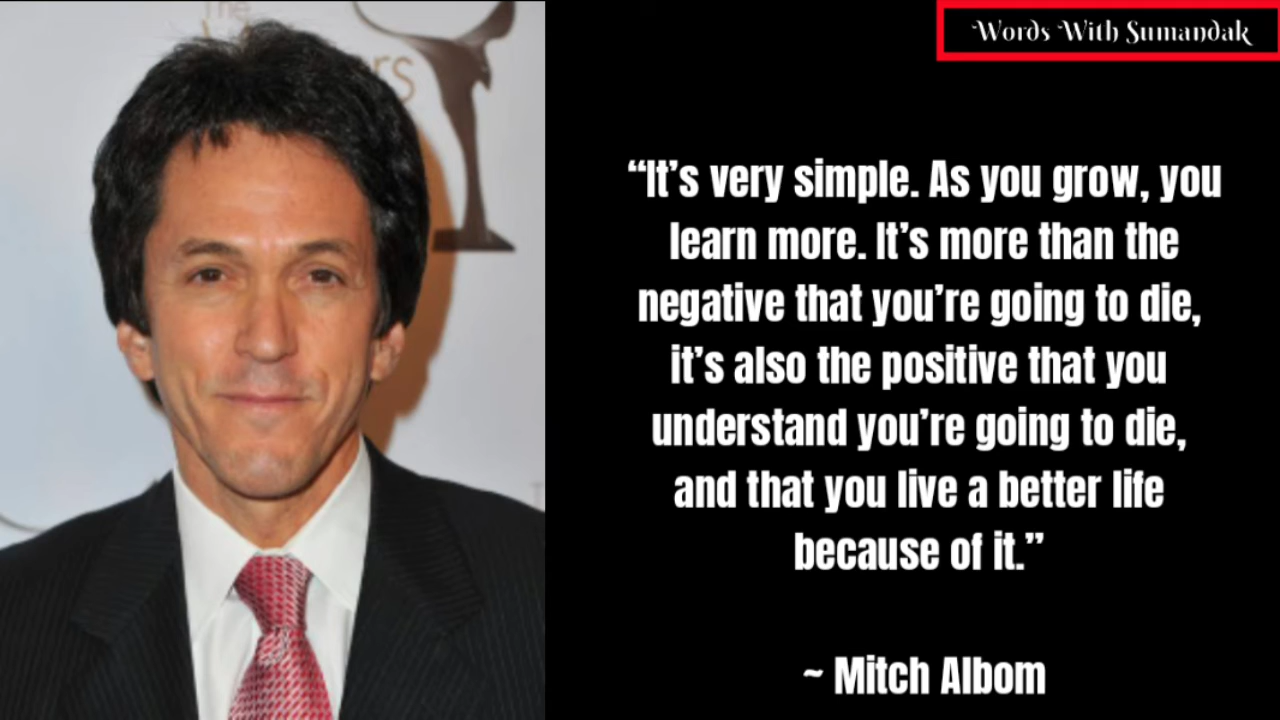 The
rs
Words With Sumandak
“It’s very simple. As you grow, you
learn more. It’s more than the
negative that you’re going to die,
it’s also the positive that you
understand you’re going to die,
and that you live a better life
because of it.”
~ Mitch Albom